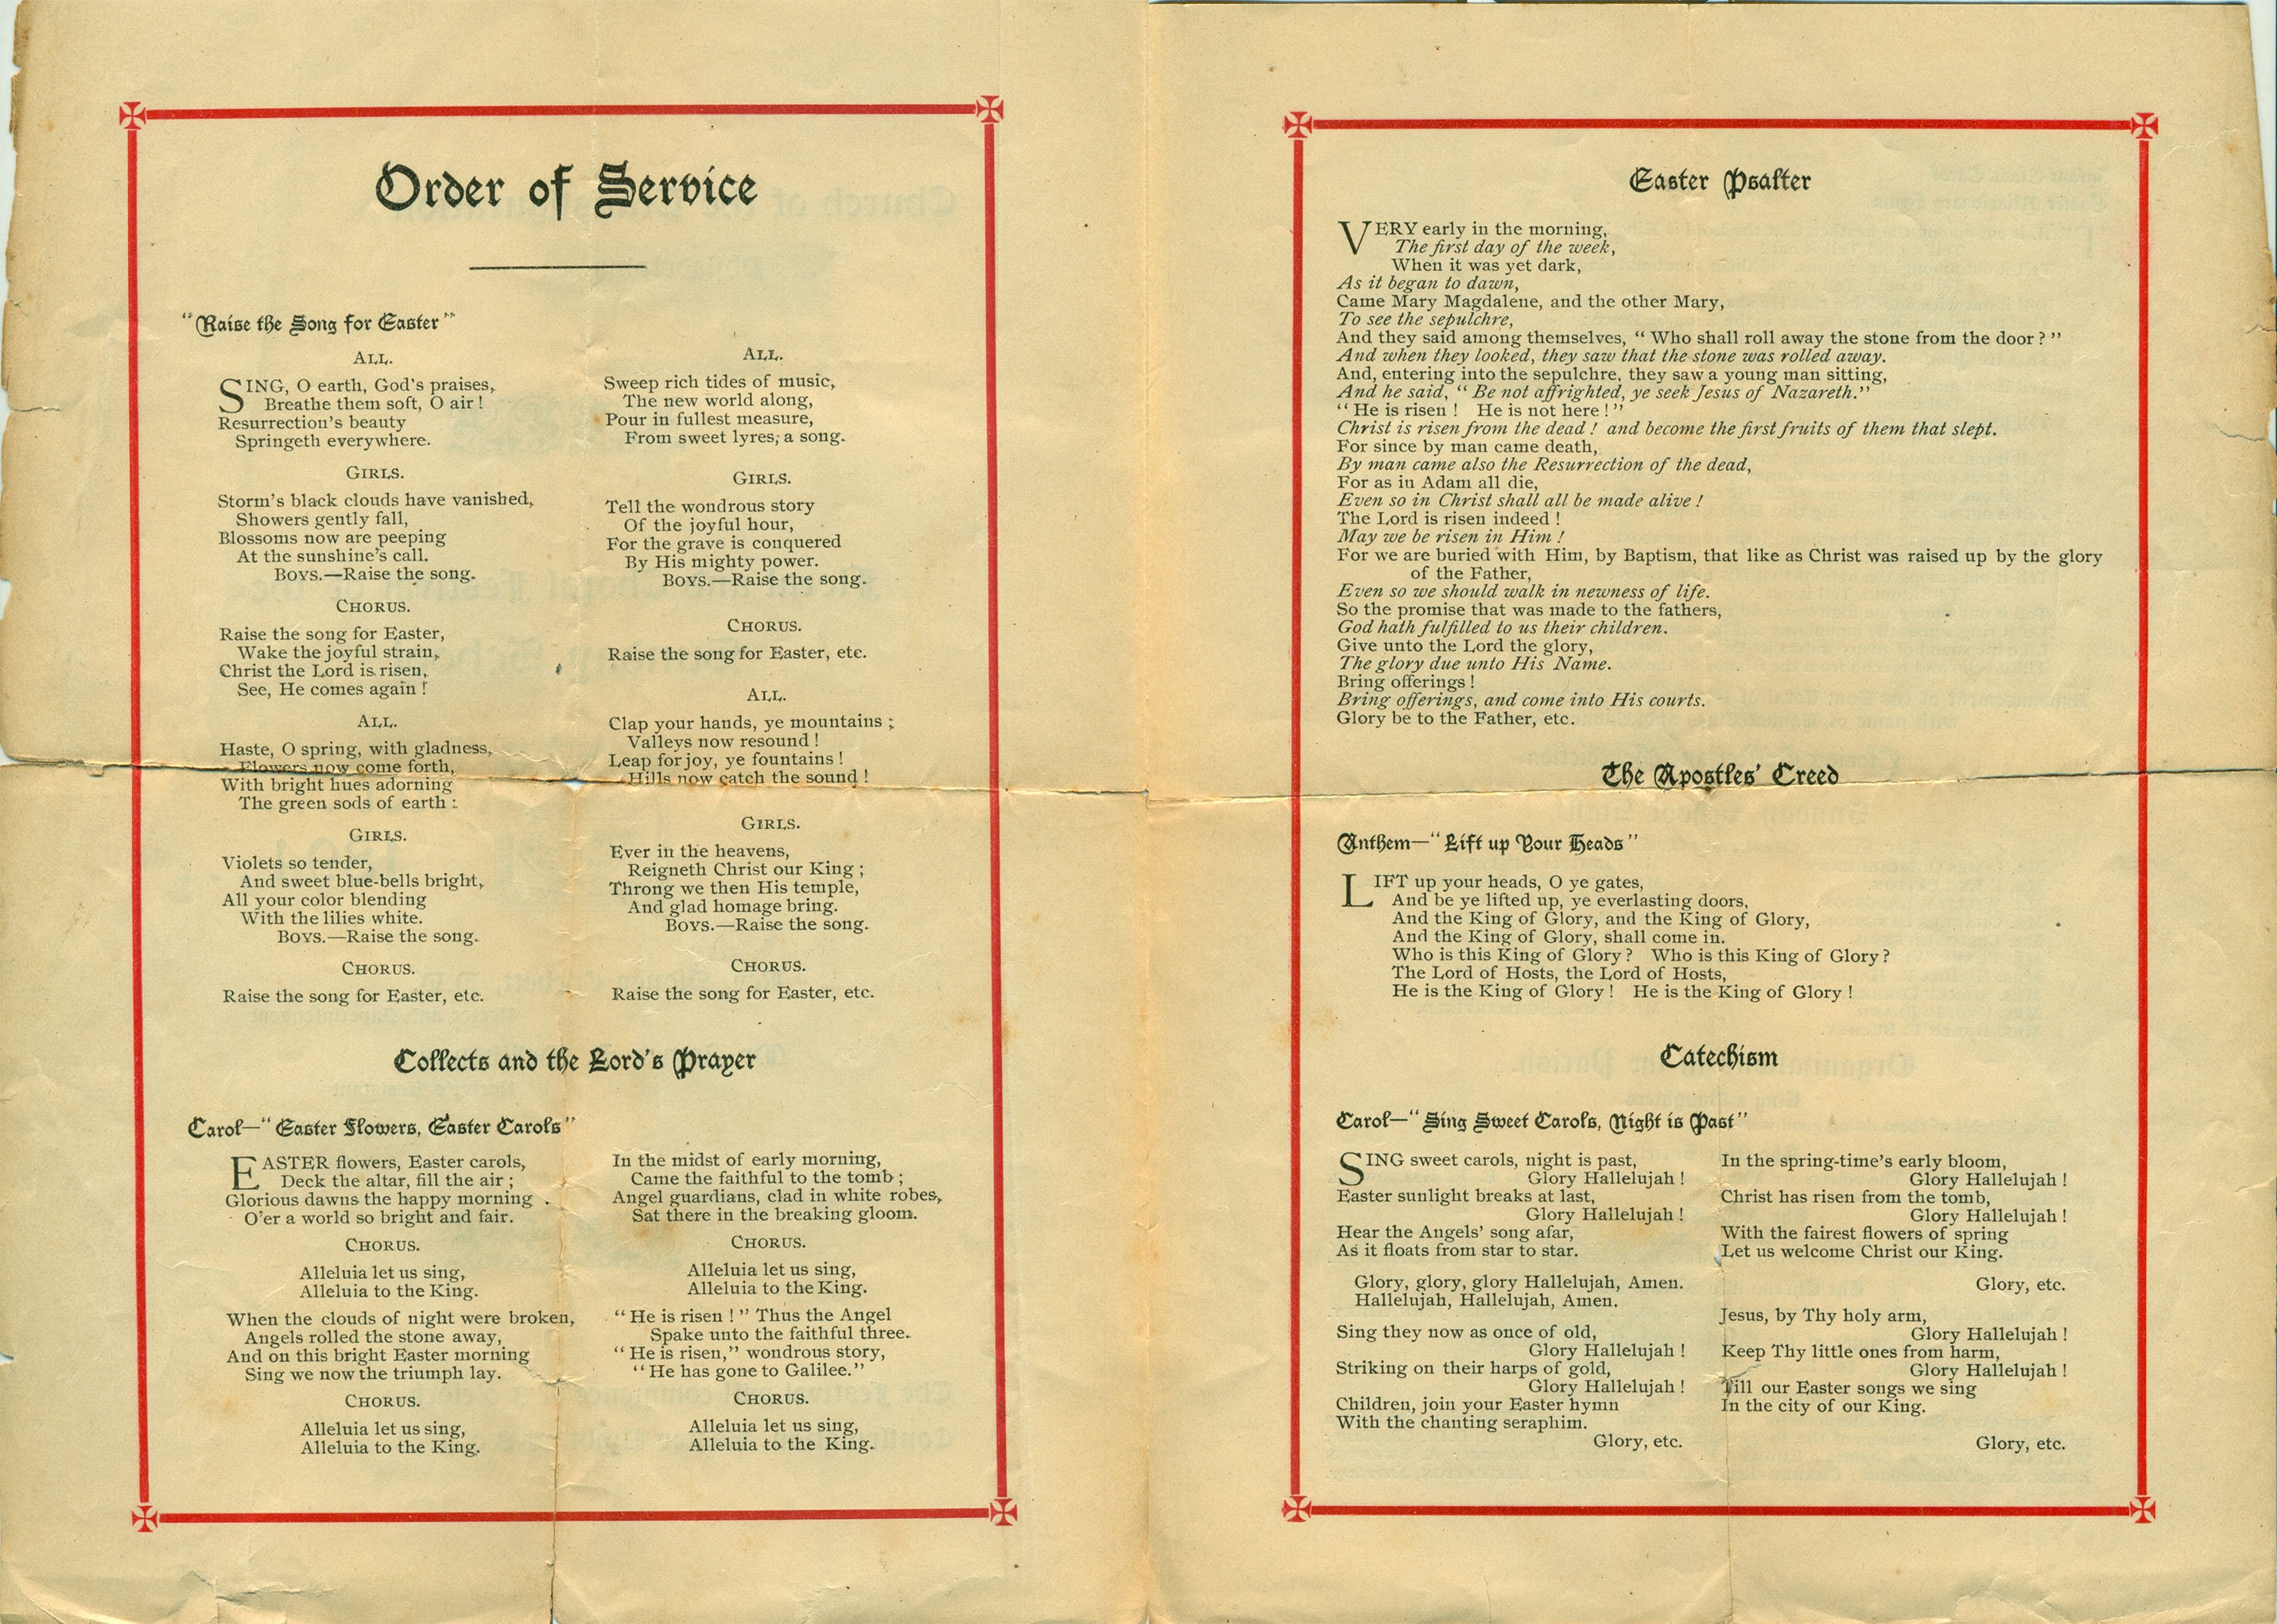 Order of Service
"Raise the Song for Easter"
ALL.
SING, O earth, God's praises,
Breathe them soft, O air!
Resurrection's beauty
Springeth everywhere.
GIRLS.
Storm's black clouds have vanished,
Showers gently fall,
Blossoms now are peeping
At the sunshine's call.
BOYS.—Raise the song.
CHORUS.
Raise the song for Easter,
Wake the joyful strain,
Christ the Lord is risen,
See, He comes again!
ALL.
Haste, O spring, with gladness,
Flowers now come forth,
With bright hues adorning
The green sods of earth:
GIRLS.
Violets so tender,
And sweet blue-bells bright,
All your color blending
With the lilies white.
BOYS.—Raise the song.
CHORUS.
Raise the song for Easter, etc.
ALL.
Sweep rich tides of music,
The new world along,
Pour in fullest measure,
From sweet lyres, a song.
GIRLS.
Tell the wondrous story
Of the joyful hour,
For the grave is conquered
By His mighty power.
BOYS.—Raise the song.
CHORUS.
Raise the song for Easter, etc.
ALL.
Clap your hands, ye mountains;
Valleys now resound!
Leap for joy, ye fountains!
Hills now catch the sound!
GIRLS.
Ever in the heavens,
Reigneth Christ our King;
Throng we then His temple,
And glad homage bring.
BOYS.—Raise the song.
CHORUS.
Raise the song for Easter, etc.
Collects and the Lord's Prayer
Carol—"Easter Flowers, Easter Carols"
EASTER flowers, Easter carols,
Deck the altar, fill the air;
Glorious dawns the happy morning
O'er a world so bright and fair.
CHORUS.
Alleluia let us sing,
Alleluia to the King.
When the clouds of night were broken,
Angels rolled the stone away,
And on this bright Easter morning
Sing we now the triumph lay.
CHORUS.
Alleluia let us sing,
Alleluia to the King.
In the midst of early morning,
Came the faithful to the tomb;
Angel guardians, clad in white robes,
Sat there in the breaking gloom.
CHORUS.
Alleluia let us sing,
Alleluia to the King.
"He is risen!" Thus the Angel
Spake unto the faithful three.
"He is risen," wondrous story,
"He has gone to Galilee."
CHORUS.
Alleluia let us sing,
Alleluia to the King.
Easter Psalter
VERY early in the morning,
The first day of the week,
When it was yet dark,
As it began to dawn,
Came Mary Magdalene, and the other Mary,
To see the sepulchre,
And they said among themselves, "Who shall roll away the stone from the door?"
And when they looked, they saw that the stone was rolled away.
And, entering into the sepulchre, they saw a young man sitting,
And he said, "Be not affrighted, ye seek Jesus of Nazareth."
"He is risen! He is not here!"
Christ is risen from the dead! and become the first fruits of them that slept.
For since by man came death,
By man came also the Resurrection of the dead,
For as in Adam all die,
Even so in Christ shall all be made alive!
The Lord is risen indeed!
May we be risen in Him!
For we are buried with Him, by Baptism, that like as Christ was raised up by the glory
of the Father,
Even so we should walk in newness of life.
So the promise that was made to the fathers,
God hath fulfilled to us their children.
Give unto the Lord the glory,
The glory due unto His Name.
Bring offerings!
Bring offerings, and come into His courts.
Glory be to the Father, etc.
The Apostles' Creed
Anthem—"Lift up Your Heads"
LIFT up your heads, O ye gates,
And be ye lifted up, ye everlasting doors,
And the King of Glory, and the King of Glory,
And the King of Glory, shall come in.
Who is this King of Glory? Who is this King of Glory?
The Lord of Hosts, the Lord of Hosts,
He is the King of Glory! He is the King of Glory!
Catechism
Carol—"Sing Sweet Carols, Night is Past"
SING sweet carols, night is past,
Glory Hallelujah!
Easter sunlight breaks at last,
Glory Hallelujah!
Hear the Angels' song afar,
As it floats from star to star.
Glory, glory, glory Hallelujah, Amen.
Hallelujah, Hallelujah, Amen.
Sing they now as once of old,
Glory Hallelujah!
Striking on their harps of gold,
Glory Hallelujah!
Children, join your Easter hymn
With the chanting seraphim.
Glory, etc.
In the spring-time's early bloom,
Glory Hallelujah!
Christ has risen from the tomb,
Glory Hallelujah!
With the fairest flowers of spring
Let us welcome Christ our King.
Glory, etc.
Jesus, by Thy holy arm,
Glory Hallelujah!
Keep Thy little ones from harm,
Glory Hallelujah!
Till our Easter songs we sing
In the city of our King.
Glory, etc.